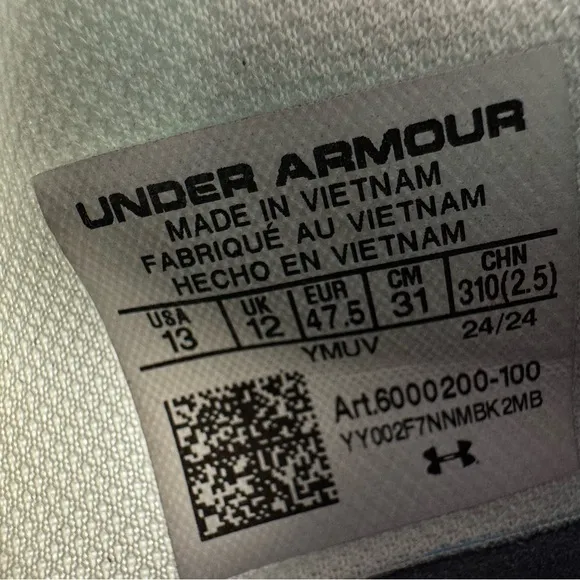 UNDER ARMOUR
MADE IN VIETNAM
FABRIQUÉ AU VIETNAM
HECHO EN VIETNAM
USA UK EUR CM CHN
13 12 47.5 31 310(2.5)
YMUV 24/24
Art.6000200-100
YY002F7NNMBK2MB